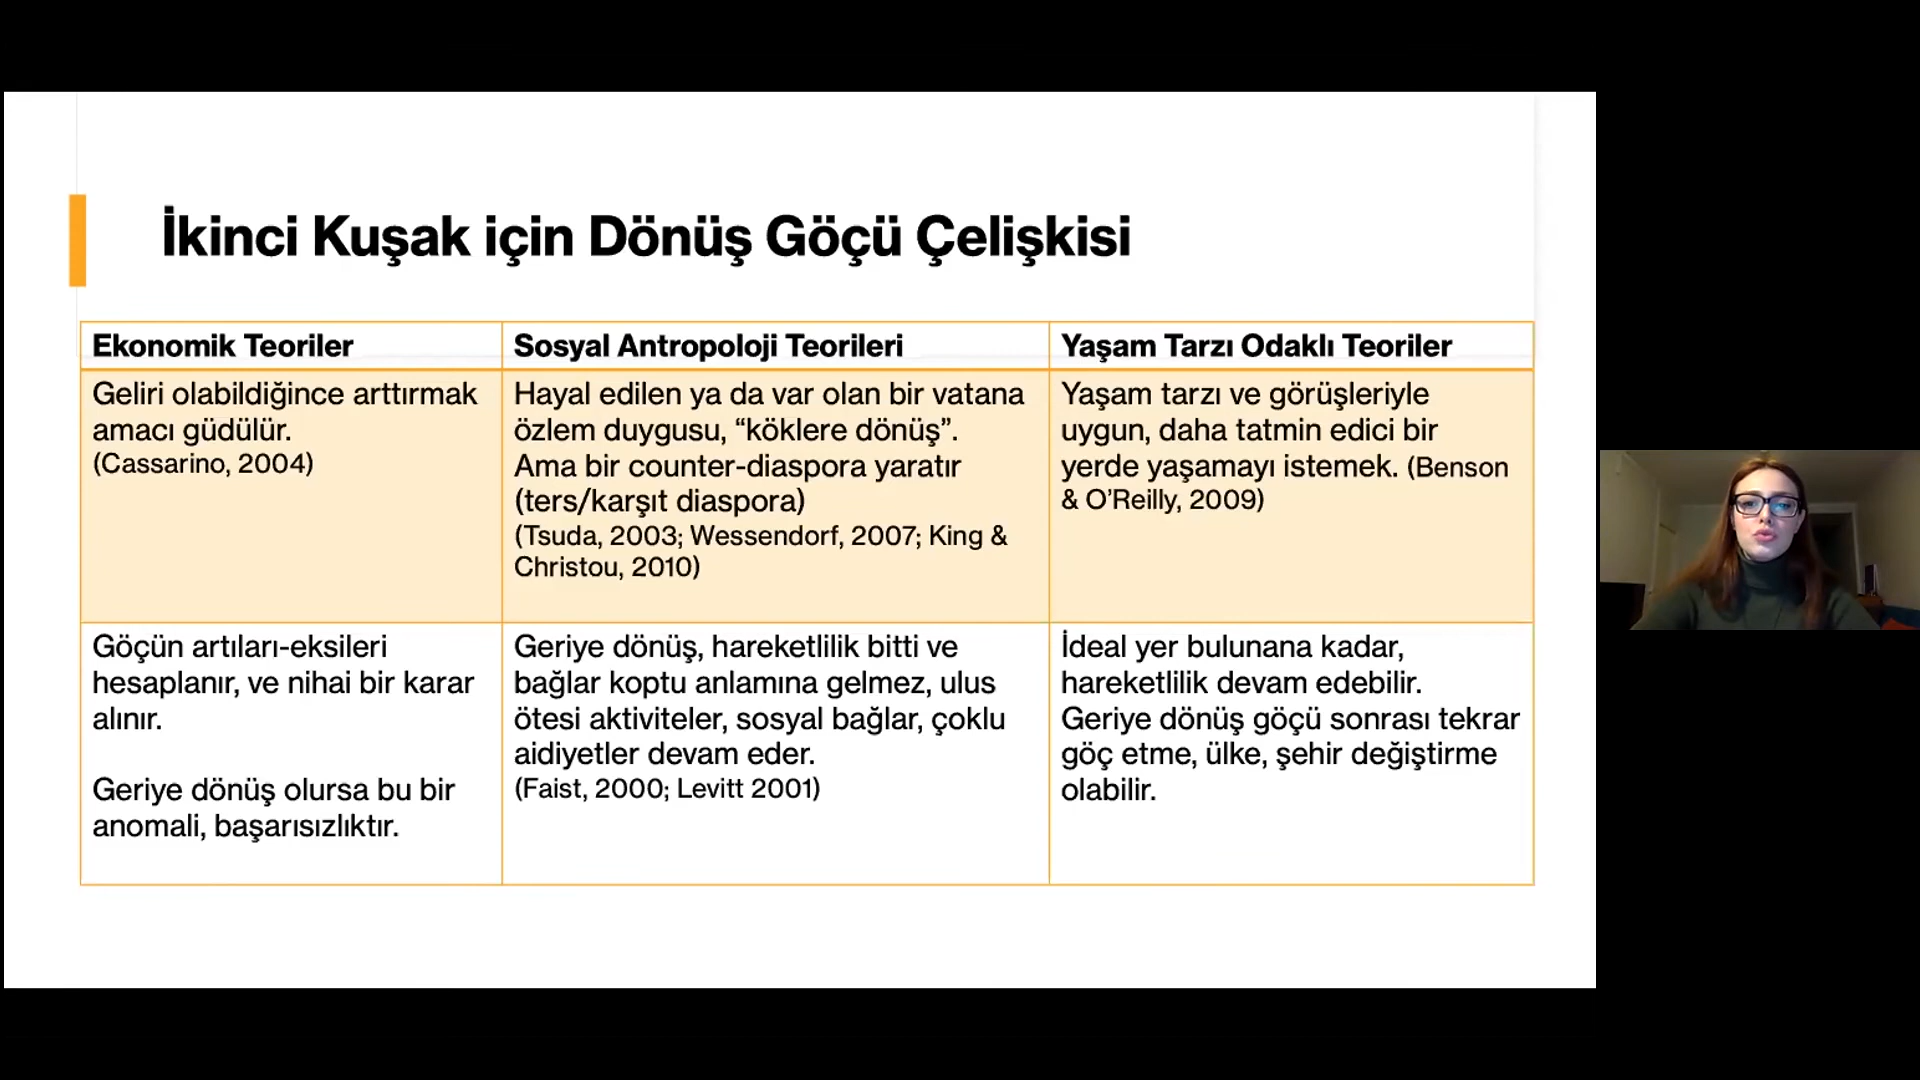 İkinci Kuşak için Dönüş Göçü Çelişkisi
Ekonomik Teoriler
Sosyal Antropoloji Teorileri
Yaşam Tarzı Odaklı Teoriler
Geliri olabildiğince arttırmak
amacı güdülür.
(Cassarino, 2004)
Hayal edilen ya da var olan bir vatana
özlem duygusu, “köklere dönüş”.
Ama bir counter-diaspora yaratır
(ters/karşıt diaspora)
(Tsuda, 2003; Wessendorf, 2007; King &
Christou, 2010)
Yaşam tarzı ve görüşleriyle
uygun, daha tatmin edici bir
yerde yaşamayı istemek. (Benson
& O’Reilly, 2009)
Göçün artıları-eksileri
hesaplanır, ve nihai bir karar
alınır.
Geriye dönüş olursa bu bir
anomali, başarısızlıktır.
Geriye dönüş, hareketlilik bitti ve
bağlar koptu anlamına gelmez, ulus
ötesi aktiviteler, sosyal bağlar, çoklu
aidiyetler devam eder.
(Faist, 2000; Levitt 2001)
İdeal yer bulunana kadar,
hareketlilik devam edebilir.
Geriye dönüş göçü sonrası tekrar
göç etme, ülke, şehir değiştirme
olabilir.